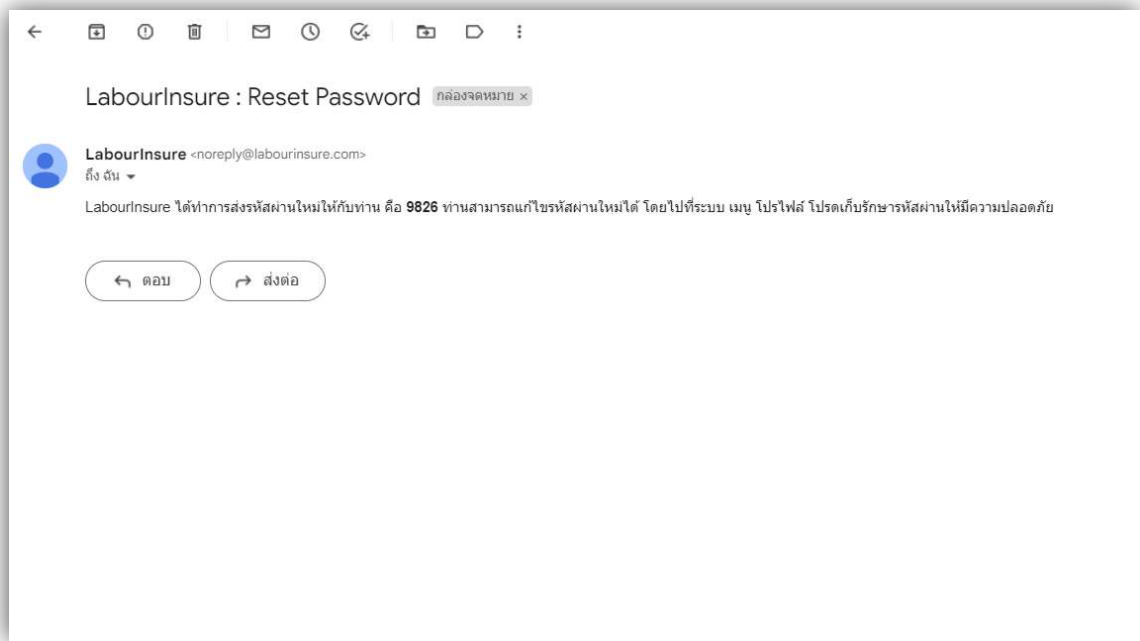 LabourInsure : Reset Password กล่องจดหมาย ×
LabourInsure <noreply@labourinsure.com>
ถึง ฉัน
LabourInsure ได้ทำการส่งรหัสผ่านใหม่ให้กับท่าน คือ 9826 ท่านสามารถแก้ไขรหัสผ่านใหม่ได้ โดยไปที่ระบบ เมนู โปรไฟล์ โปรดเก็บรักษารหัสผ่านให้มีความปลอดภัย
ตอบ ส่งต่อ